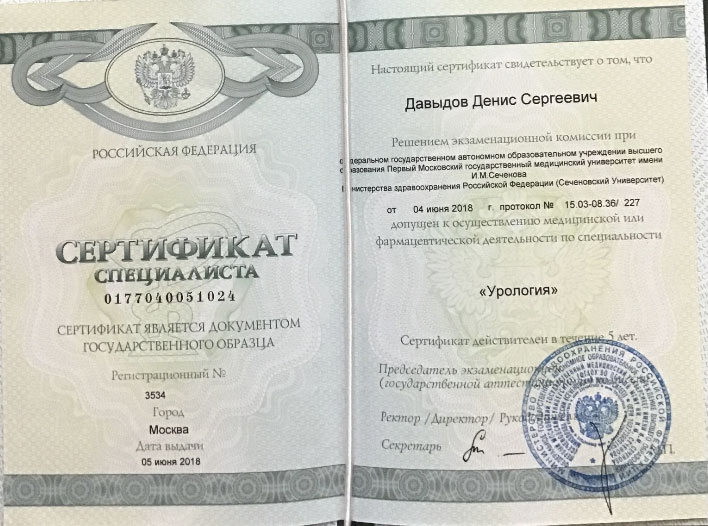 РОССИЙСКАЯ ФЕДЕРАЦИЯ
СЕРТИФИКАТ
СПЕЦИАЛИСТА
0177040051024
СЕРТИФИКАТ ЯВЛЯЕТСЯ ДОКУМЕНТОМ
ГОСУДАРСТВЕННОГО ОБРАЗЦА
Регистрационный №
3534
Город
Москва
Дата выдачи
05 июня 2018
Настоящий сертификат свидетельствует о том, что
Давыдов Денис Сергеевич
Решением экзаменационной комиссии при
федеральном государственном автономном образовательном учреждении высшего
образования Первый Московский государственный медицинский университет имени
И.М.Сеченова
Министерства здравоохранения Российской Федерации (Сеченовский Университет)
от 04 июня 2018 г. протокол № 15.03-08.36/ 227
допущен к осуществлению медицинской или
фармацевтической деятельности по специальности
«Урология»
Сертификат действителен в течение 5 лет.
Председатель
(государственной
Ректор /Директор/
Секретарь